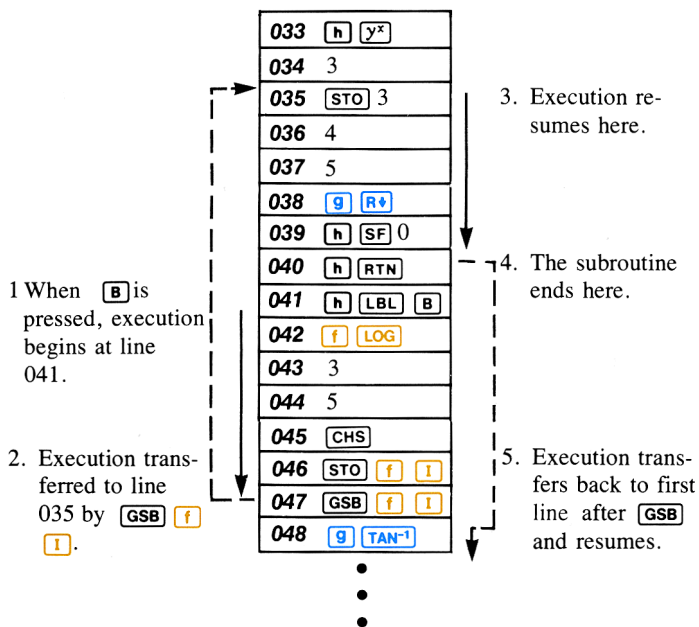 033 h yˣ
034 3
035 STO 3
036 4
037 5
038 g R↓
039 h SF 0
040 h RTN
041 h LBL B
042 f LOG
043 3
044 5
045 CHS
046 STO f I
047 GSB f I
048 g TAN⁻¹
1 When B is
pressed, execution
begins at line
041.
2. Execution trans-
ferred to line
035 by GSB f
I.
3. Execution re-
sumes here.
4. The subroutine
ends here.
5. Execution trans-
fers back to first
line after GSB
and resumes.